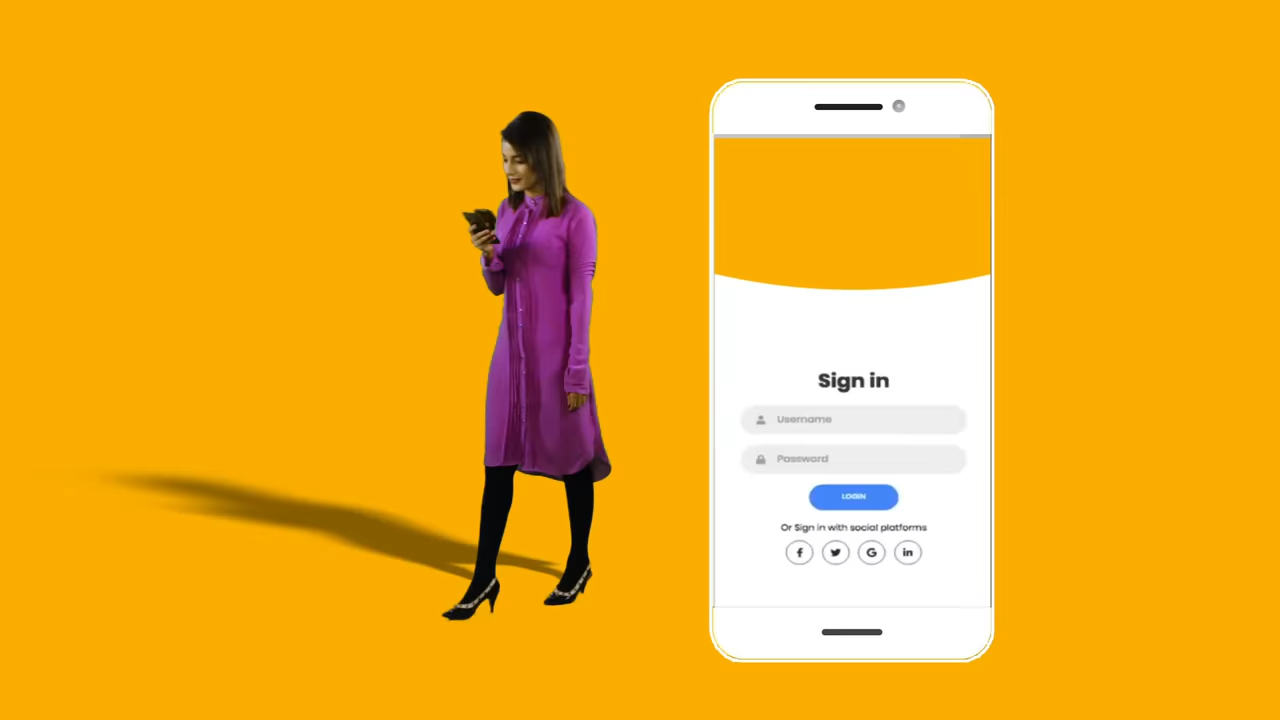 Sign in
Username
Password
LOGIN
Or Sign in with social platforms